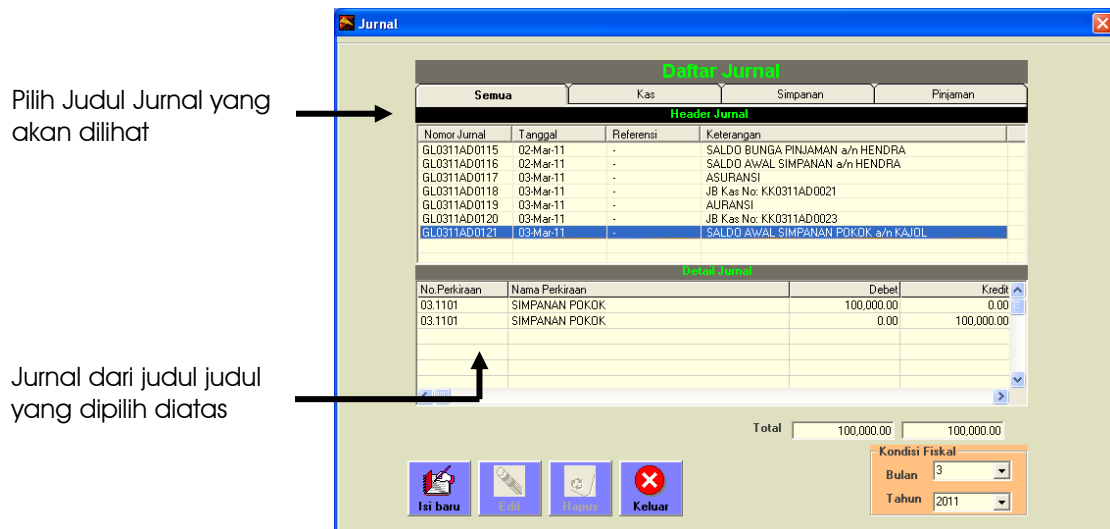 Jurnal
Pilih Judul Jurnal yang
akan dilihat
Daftar Jurnal
Semua Kas Simpanan Pinjaman
Header Jurnal
Nomor Jurnal Tanggal Referensi Keterangan
GL0311AD0115 02-Mar-11 - SALDO BUNGA PINJAMAN a/n HENDRA
GL0311AD0116 02-Mar-11 - SALDO AWAL SIMPANAN a/n HENDRA
GL0311AD0117 03-Mar-11 - ASURANSI
GL0311AD0118 03-Mar-11 - JB Kas No: KK0311AD0021
GL0311AD0119 03-Mar-11 - AURANSI
GL0311AD0120 03-Mar-11 - JB Kas No: KK0311AD0023
GL0311AD0121 03-Mar-11 - SALDO AWAL SIMPANAN POKOK a/n KAJOL
Detail Jurnal
No.Perkiraan Nama Perkiraan Debet Kredit
03.1101 SIMPANAN POKOK 100,000.00 0.00
03.1101 SIMPANAN POKOK 0.00 100,000.00
Jurnal dari judul judul
yang dipilih diatas
Total 100,000.00 100,000.00
Kondisi Fiskal
Bulan 3
Tahun 2011
Isi baru Edit Hapus Keluar